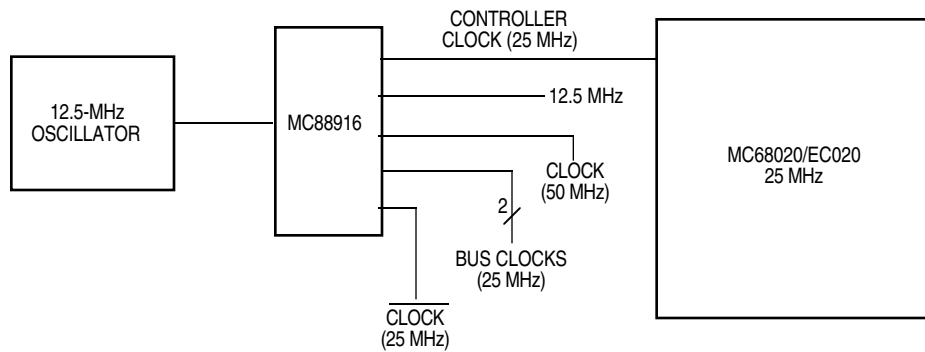 CONTROLLER
CLOCK (25 MHz)
12.5-MHz
OSCILLATOR
MC88916
12.5 MHz
MC68020/EC020
25 MHz
CLOCK
(50 MHz)
2
BUS CLOCKS
(25 MHz)
CLOCK
(25 MHz)